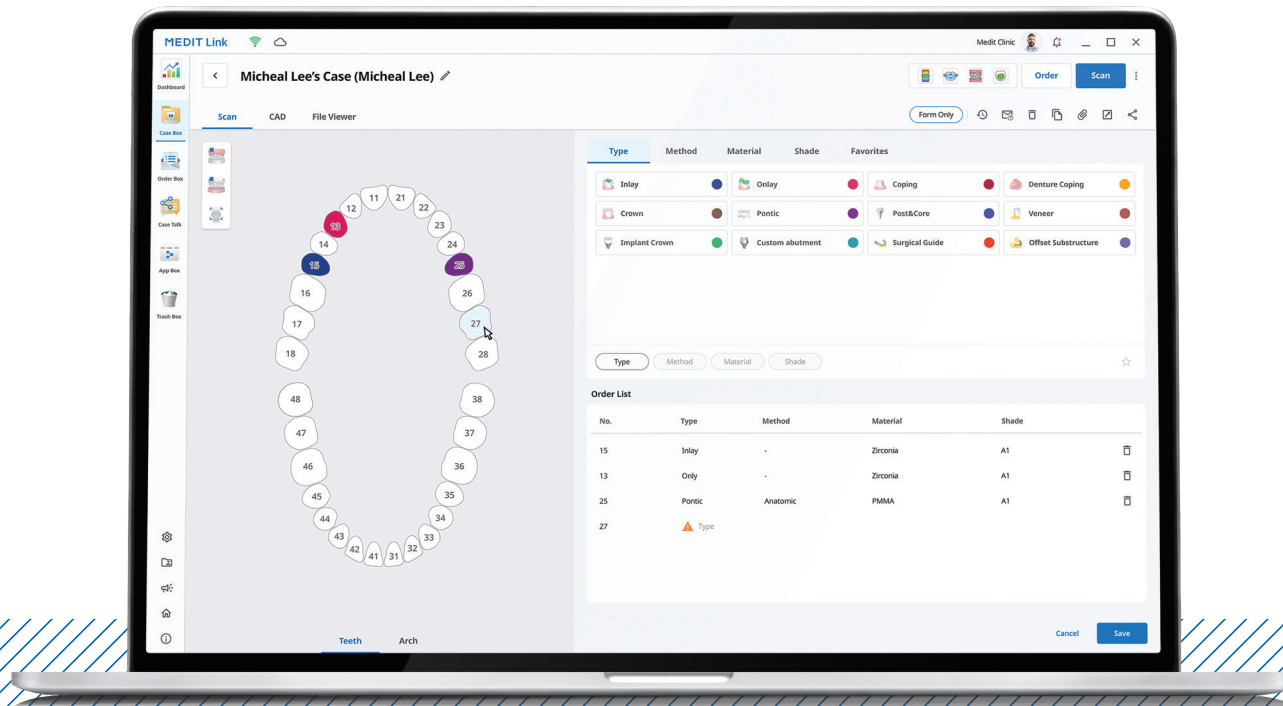 MEDIT Link
Medit Clinic
Dashboard
Case Box
Order Box
Case Talk
App Box
Trash Box
Micheal Lee's Case (Micheal Lee)
Order
Scan
Scan CAD File Viewer
Form Only
11 21
12 22
13 23
14 24
15 25
16 26
17 27
18 28
48 38
47 37
46 36
45 35
44 34
43 33
42 41 31 32
Teeth Arch
Type Method Material Shade Favorites
Inlay Onlay Coping Denture Coping
Crown Pontic Post&Core Veneer
Implant Crown Custom abutment Surgical Guide Offset Substructure
Type Method Material Shade
Order List
No. Type Method Material Shade
15 Inlay - Zirconia A1
13 Only - Zirconia A1
25 Pontic Anatomic PMMA A1
27 Type
Cancel Save